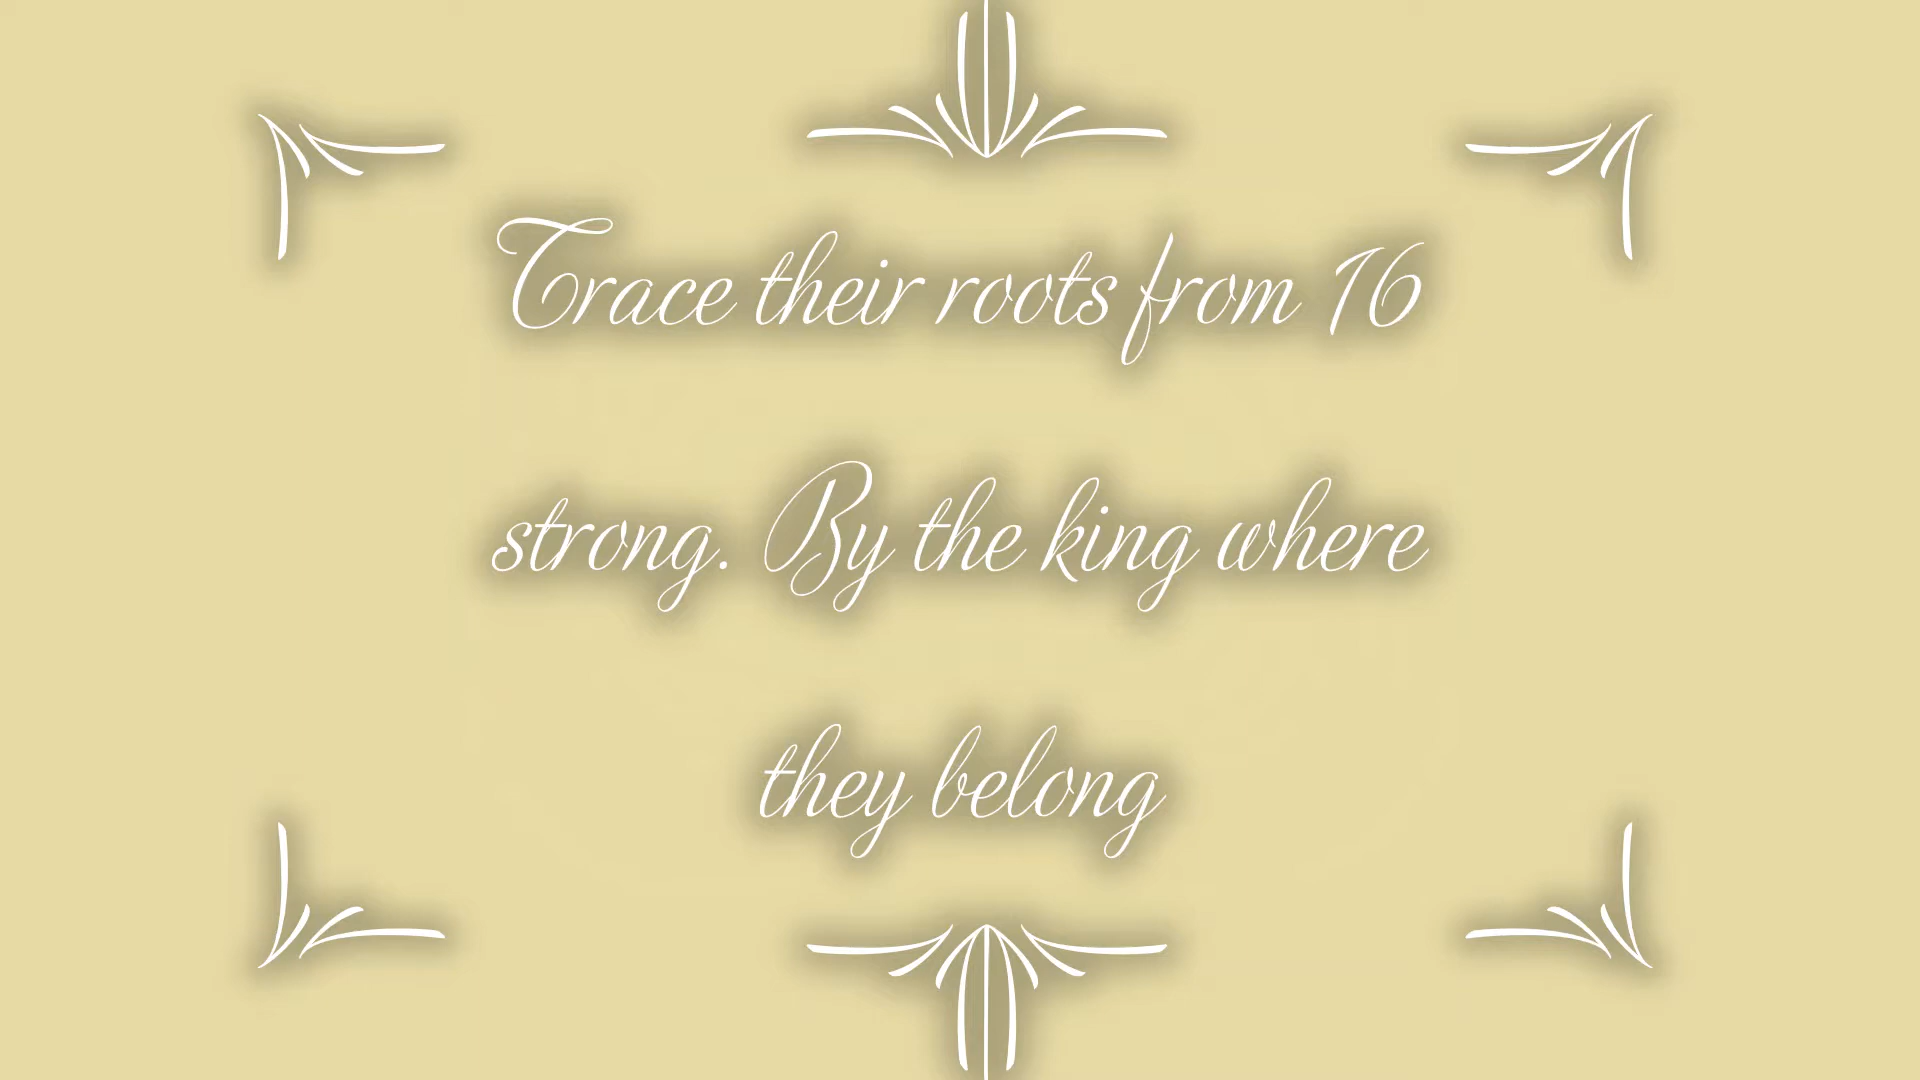 Trace their roots from 16
strong. By the king where
they belong